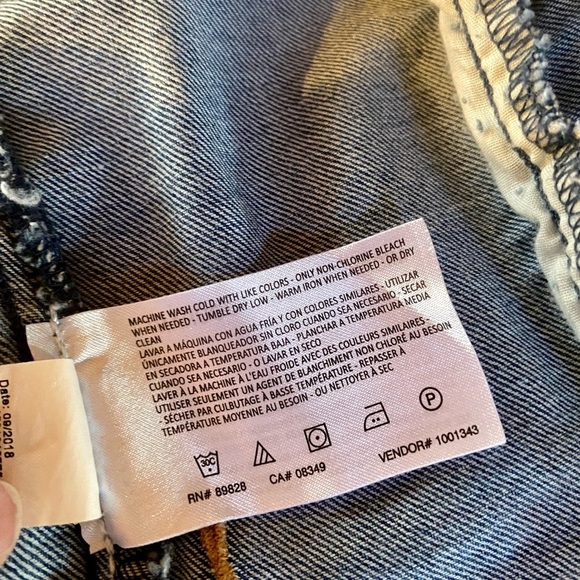 MACHINE WASH COLD WITH LIKE COLORS - ONLY NON-CHLORINE BLEACH
WHEN NEEDED - TUMBLE DRY LOW - WARM IRON WHEN NEEDED - OR DRY
CLEAN
LAVAR A MÁQUINA CON AGUA FRÍA Y CON COLORES SIMILARES - UTILIZAR
ÚNICAMENTE BLANQUEADOR SIN CLORO CUANDO SEA NECESARIO - SECAR
EN SECADORA A TEMPERATURA BAJA - PLANCHAR A TEMPERATURA MEDIA
CUANDO SEA NECESARIO - O LAVAR EN SECO
LAVER À LA MACHINE À L'EAU FROIDE AVEC DES COULEURS SIMILAIRES -
UTILISER SEULEMENT UN AGENT DE BLANCHIMENT NON CHLORÉ AU BESOIN
- SÉCHER PAR CULBUTAGE À BASSE TEMPÉRATURE - REPASSER À
TEMPÉRATURE MOYENNE AU BESOIN - OU NETTOYER À SEC
30C
P
RN# 89828 CA# 08349 VENDOR# 1001343
Date: 09/2018